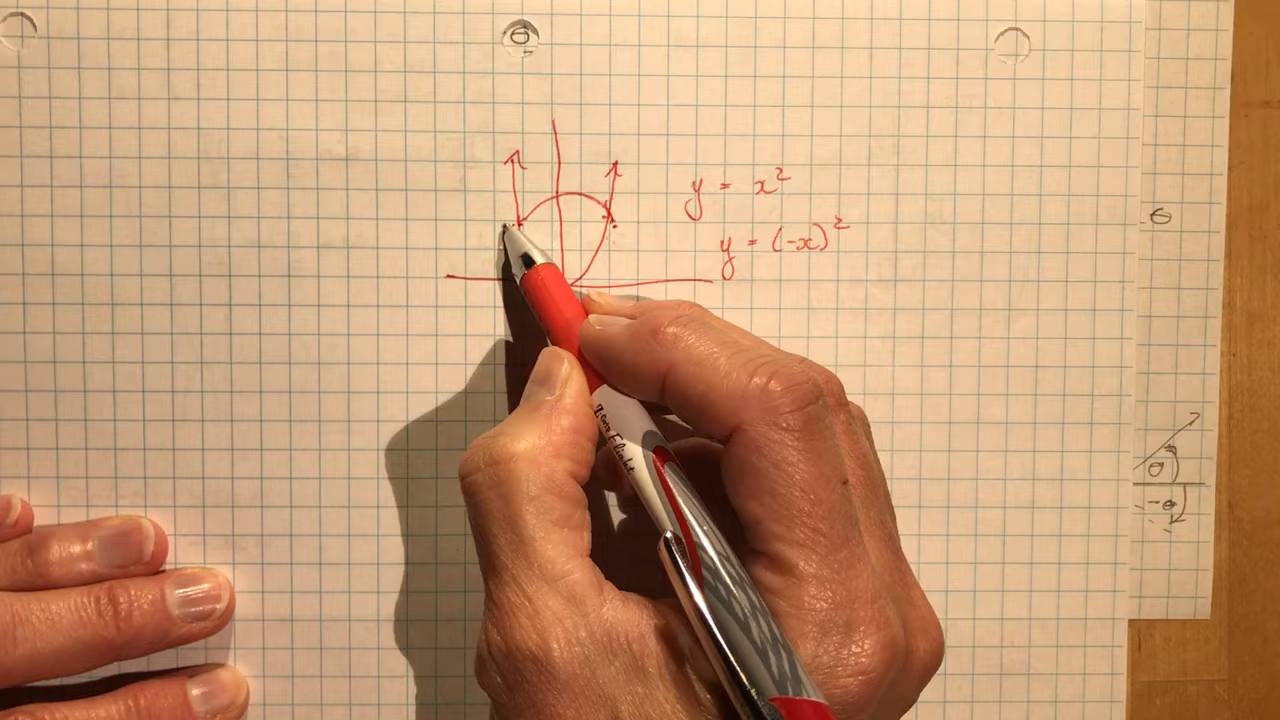 θ
y = x²
y = (-x)²
θ
θ
-θ